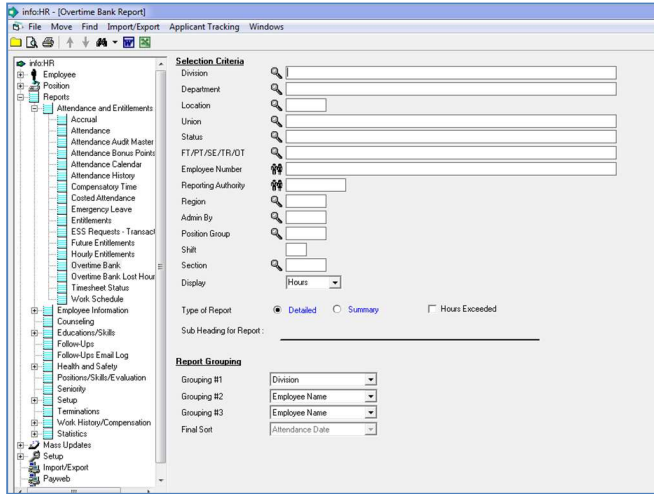 info:HR - [Overtime Bank Report]
File Move Find Import/Export Applicant Tracking Windows
info:HR
Employee
Position
Reports
Attendance and Entitlements
Accrual
Attendance
Attendance Audit Master
Attendance Bonus Points
Attendance Calendar
Attendance History
Compensatory Time
Costed Attendance
Emergency Leave
Entitlements
ESS Requests - Transact
Future Entitlements
Hourly Entitlements
Overtime Bank
Overtime Bank Lost Hour
Timesheet Status
Work Schedule
Employee Information
Counseling
Educations/Skills
Follow-Ups
Follow-Ups Email Log
Health and Safety
Positions/Skills/Evaluation
Seniority
Setup
Terminations
Work History/Compensation
Statistics
Mass Updates
Setup
Import/Export
Payweb
Selection Criteria
Division
Department
Location
Union
Status
FT/PT/SE/TR/OT
Employee Number
Reporting Authority
Region
Admin By
Position Group
Shift
Section
Display Hours
Type of Report Detailed Summary Hours Exceeded
Sub Heading for Report :
Report Grouping
Grouping #1 Division
Grouping #2 Employee Name
Grouping #3 Employee Name
Final Sort Attendance Date